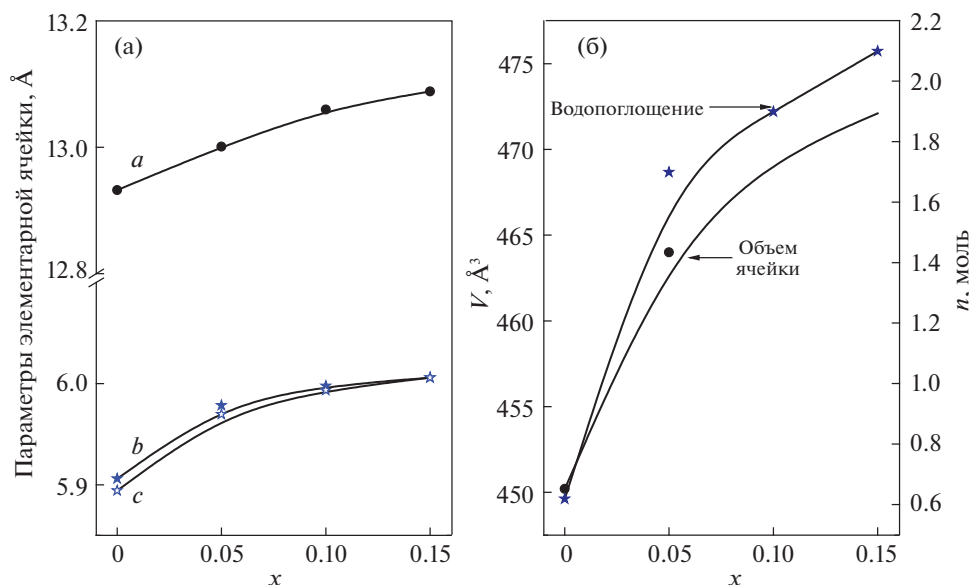 (а)
Параметры элементарной ячейки, Å
13.2
13.0
12.8
6.0
5.9
a
b
c
0
0.05
0.10
0.15
x
(б)
V, Å³
475
470
465
460
455
450
Водопоглощение
Объем
ячейки
2.2
2.0
1.8
1.6
1.4
1.2
1.0
0.8
0.6
n, моль
0
0.05
0.10
0.15
x